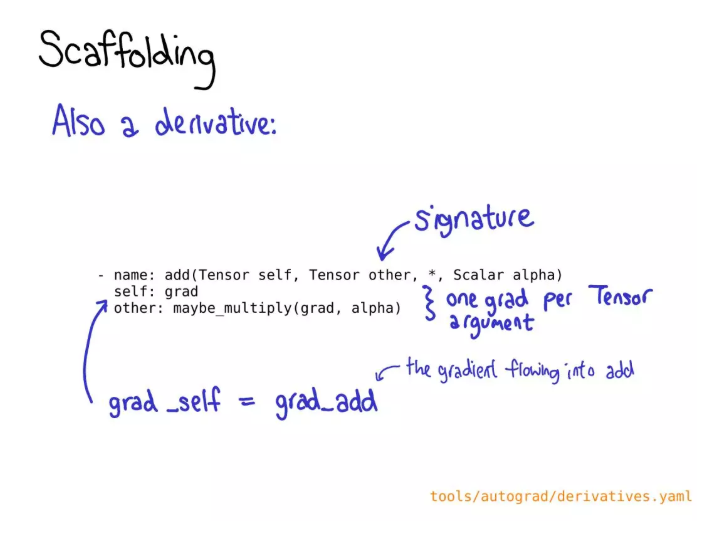 Scaffolding
Also a derivative:
signature
- name: add(Tensor self, Tensor other, *, Scalar alpha)
self: grad
other: maybe_multiply(grad, alpha)
one grad per Tensor
argument
the gradient flowing into add
grad_self = grad_add
tools/autograd/derivatives.yaml